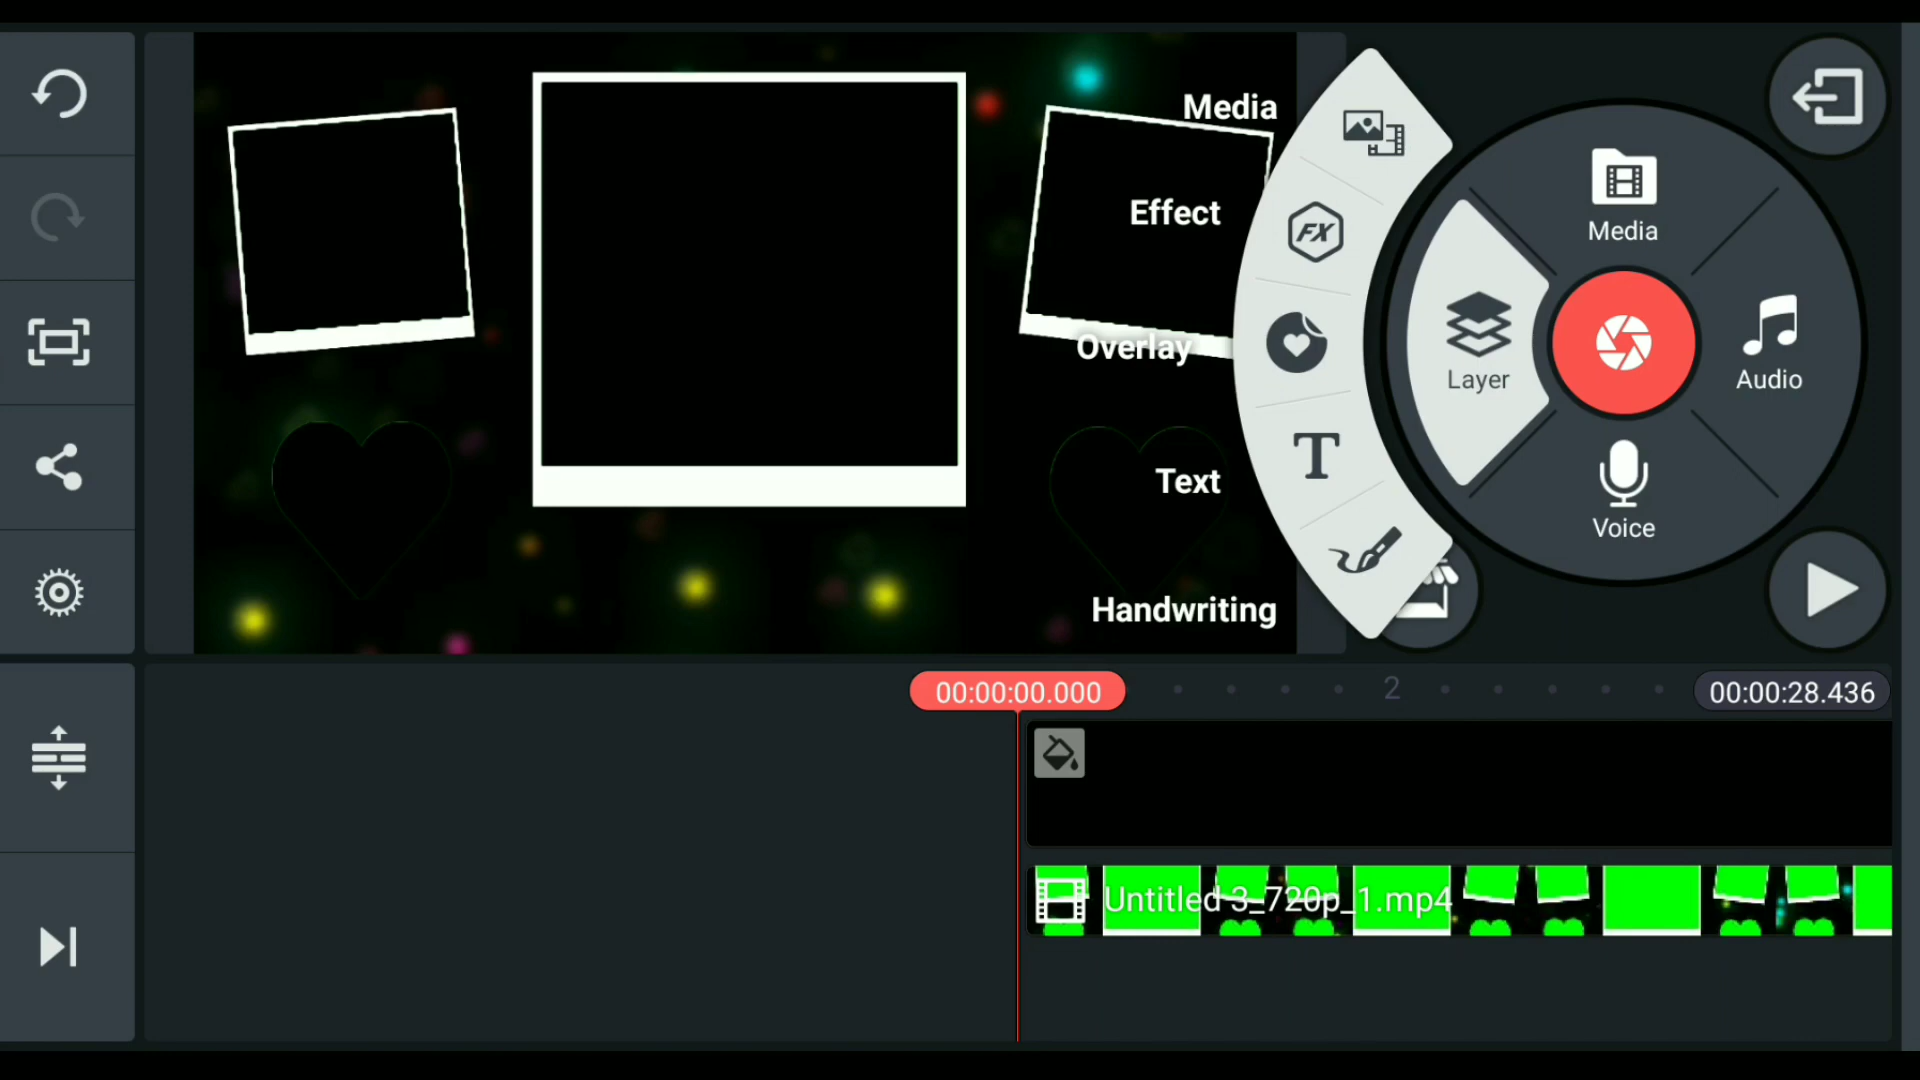 Media
Effect
Overlay
Text
Handwriting
FX
T
Media
Layer
Audio
Voice
00:00:00.000
2
00:00:28.436
Untitled 3_720p_1.mp4